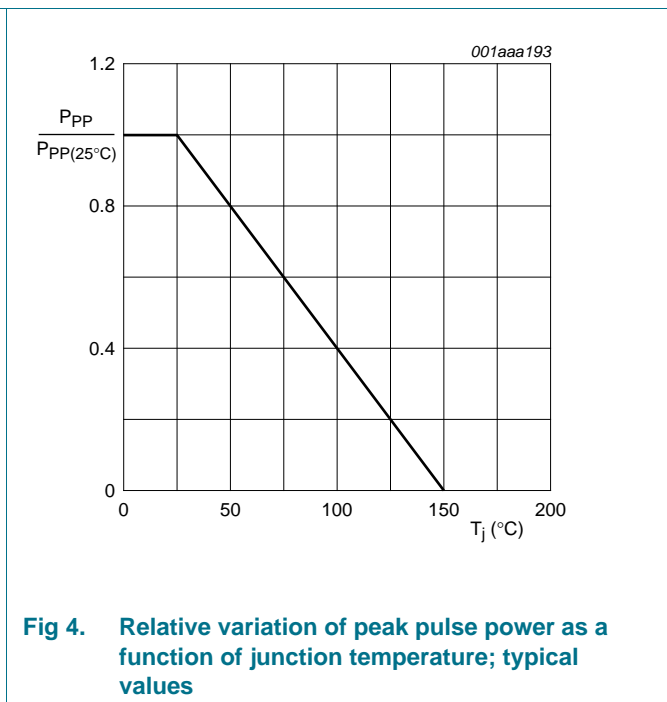 001aaa193
1.2
PPP
PPP(25°C)
0.8
0.4
0
0 50 100 150 200
Tj (°C)
Fig 4. Relative variation of peak pulse power as a
function of junction temperature; typical
values